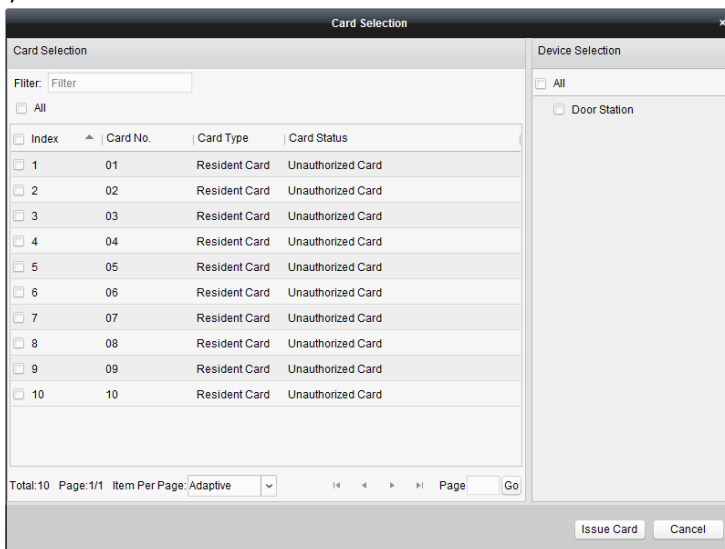 Card Selection
Card Selection
Device Selection
Fliter: Filter
All
All
Door Station
Index Card No. Card Type Card Status
1 01 Resident Card Unauthorized Card
2 02 Resident Card Unauthorized Card
3 03 Resident Card Unauthorized Card
4 04 Resident Card Unauthorized Card
5 05 Resident Card Unauthorized Card
6 06 Resident Card Unauthorized Card
7 07 Resident Card Unauthorized Card
8 08 Resident Card Unauthorized Card
9 09 Resident Card Unauthorized Card
10 10 Resident Card Unauthorized Card
Total:10 Page:1/1 Item Per Page: Adaptive Page Go
Issue Card Cancel